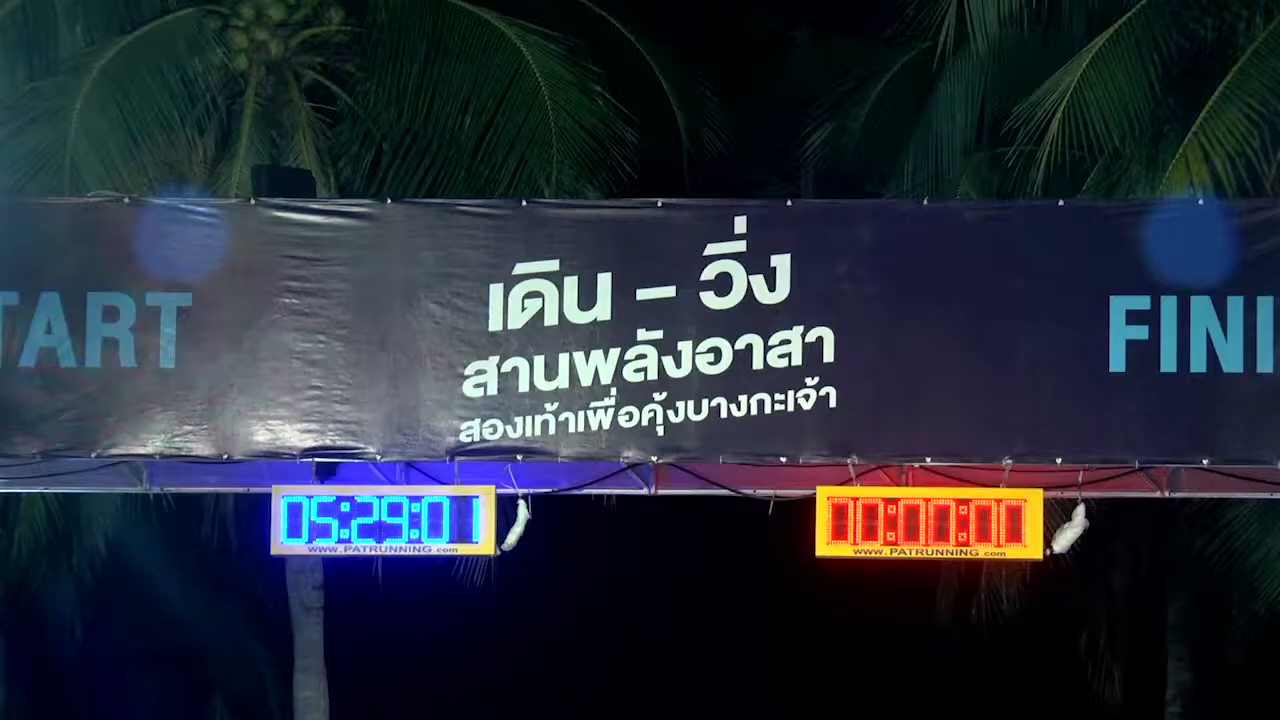 TART
เดิน - วิ่ง
สานพลังอาสา
สองเท้าเพื่อคุ้งบางกะเจ้า
FINI
05:29:01
www.PATRUNNING.com
00:00:00
www.PATRUNNING.com